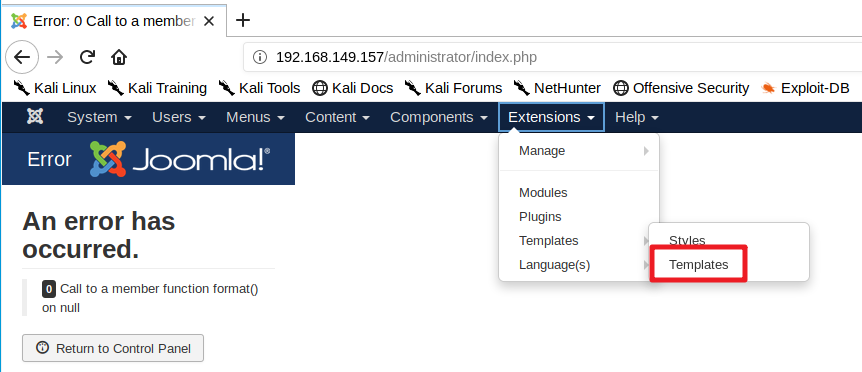 Error: 0 Call to a member
192.168.149.157/administrator/index.php
Kali Linux Kali Training Kali Tools Kali Docs Kali Forums NetHunter Offensive Security Exploit-DB
System Users Menus Content Components Extensions Help
Error Joomla!®
Manage
Modules
Plugins
Templates
Language(s)
Styles
Templates
An error has
occurred.
0 Call to a member function format()
on null
Return to Control Panel